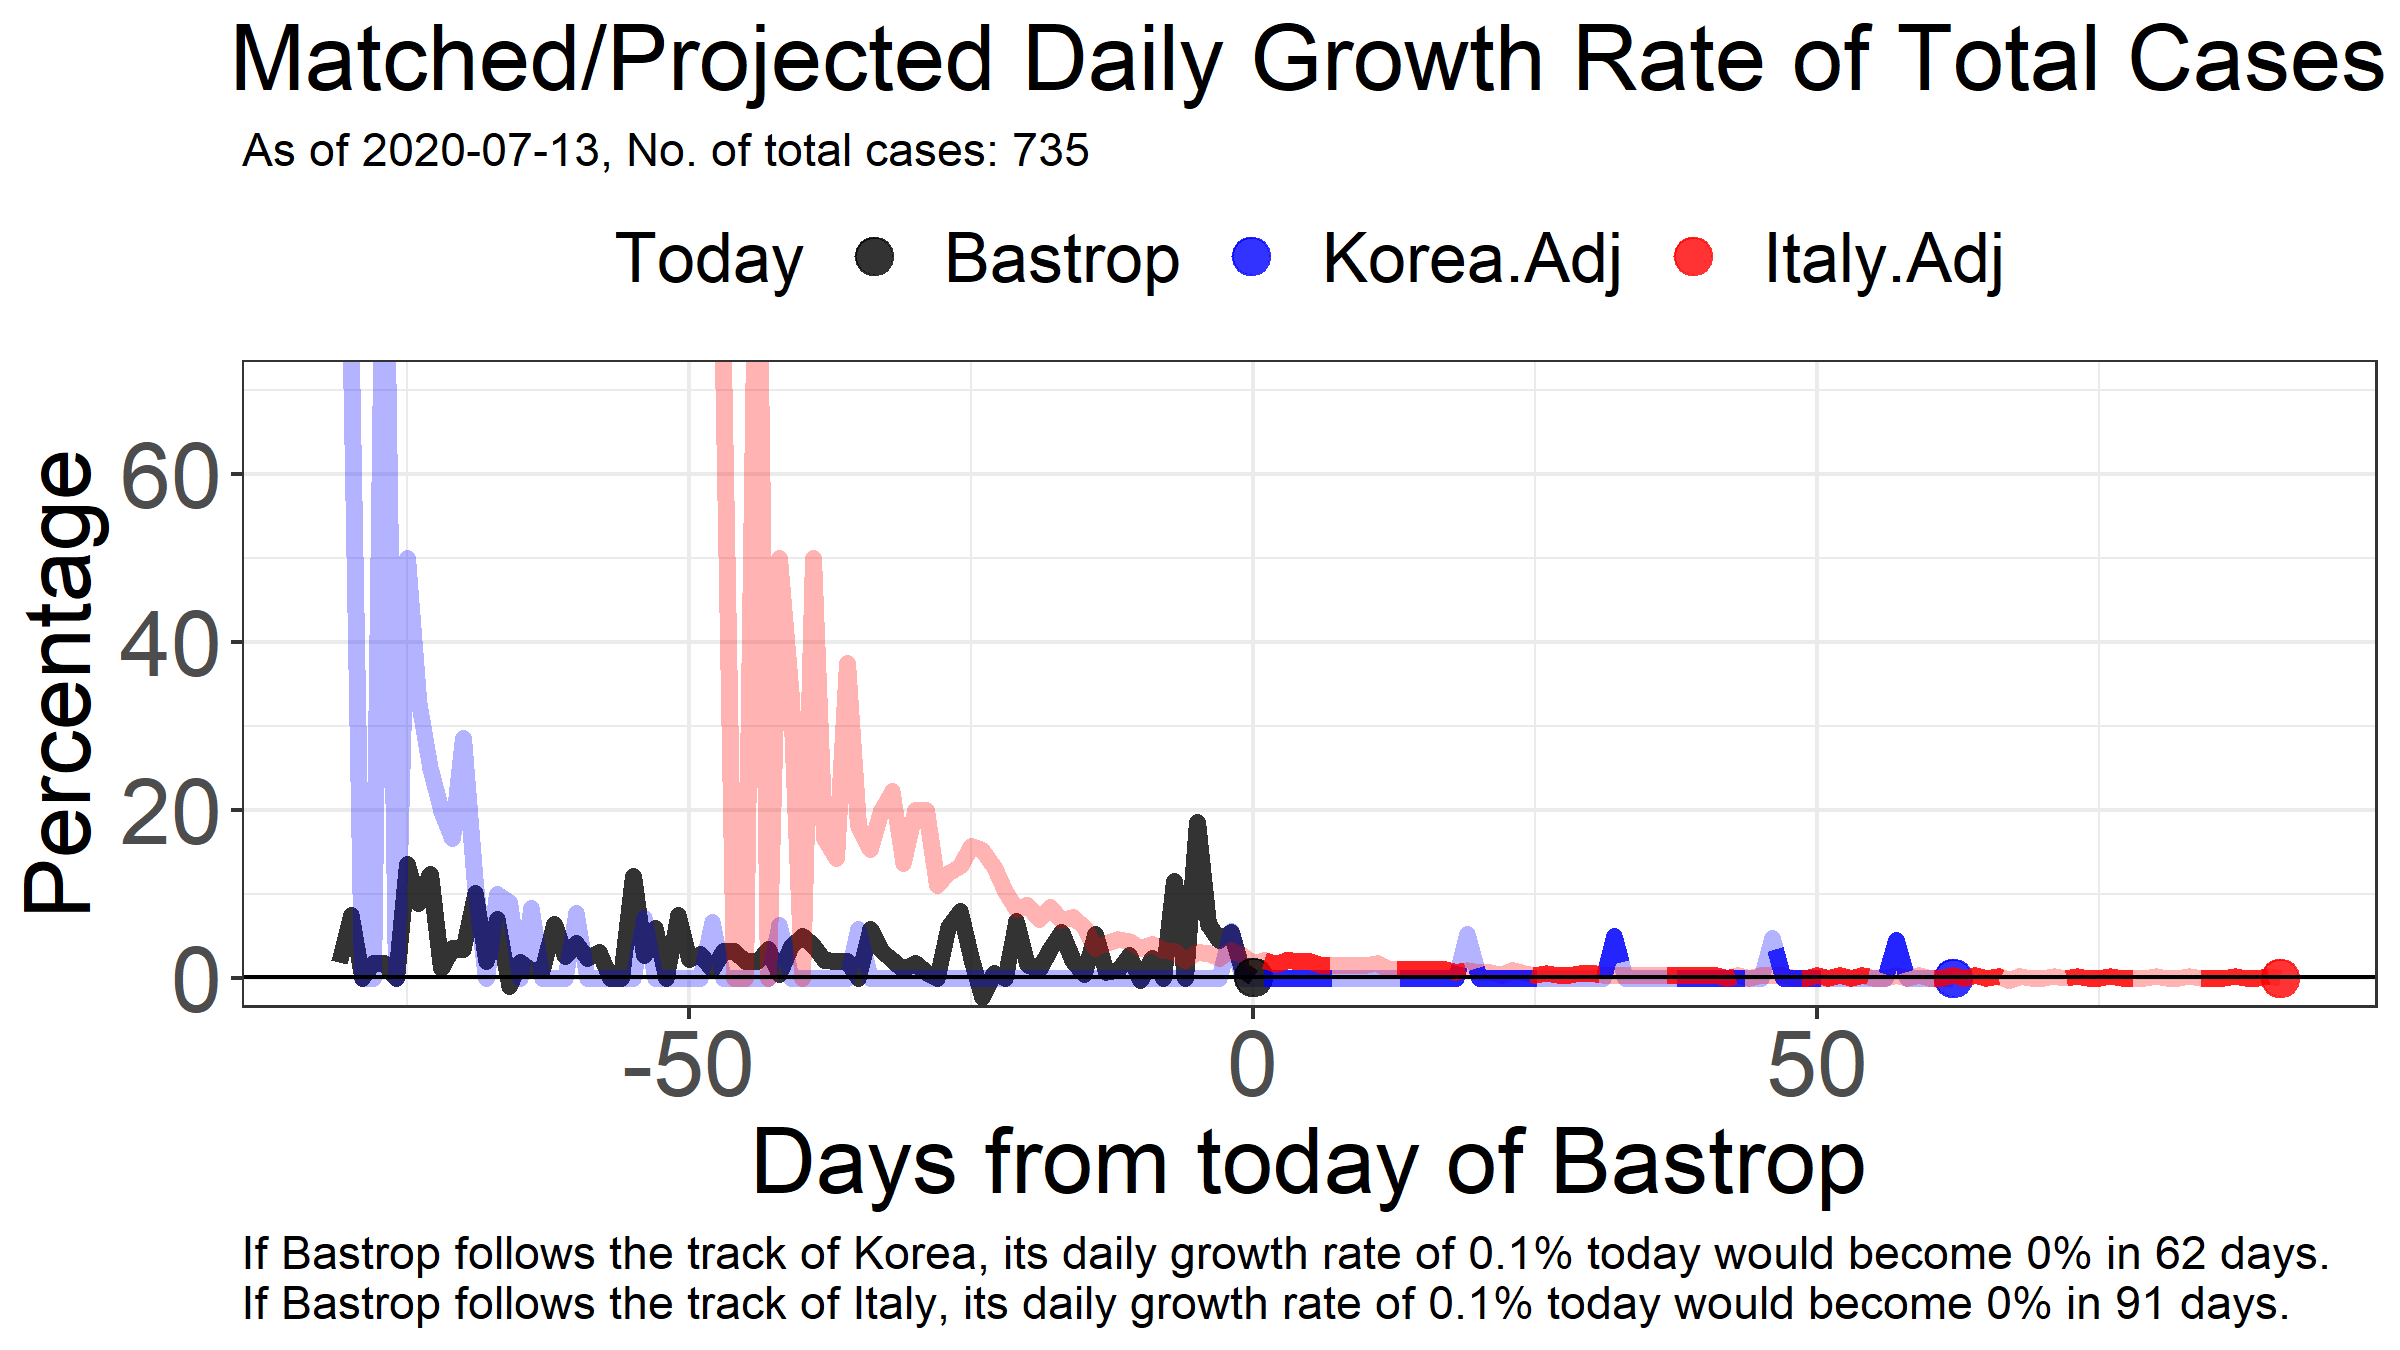 Matched/Projected Daily Growth Rate of Total Cases
As of 2020-07-13, No. of total cases: 735
Today Bastrop Korea.Adj Italy.Adj
Percentage
60
40
20
0
-50 0 50
Days from today of Bastrop
If Bastrop follows the track of Korea, its daily growth rate of 0.1% today would become 0% in 62 days.
If Bastrop follows the track of Italy, its daily growth rate of 0.1% today would become 0% in 91 days.